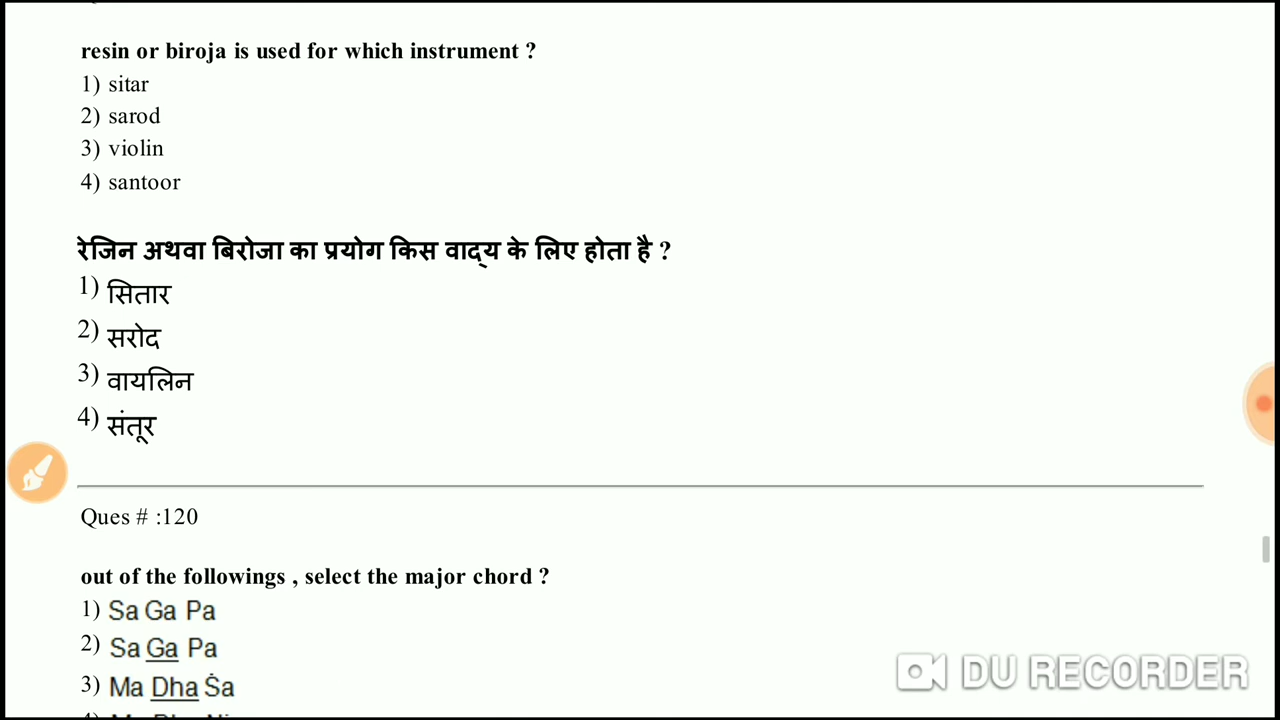 resin or biroja is used for which instrument ?
1) sitar
2) sarod
3) violin
4) santoor
रेजिन अथवा बिरोजा का प्रयोग किस वाद्य के लिए होता है ?
1) सितार
2) सरोद
3) वायलिन
4) संतूर
Ques # :120
out of the followings , select the major chord ?
1) Sa Ga Pa
2) Sa Ga Pa
3) Ma Dha Ṡa
DU RECORDER